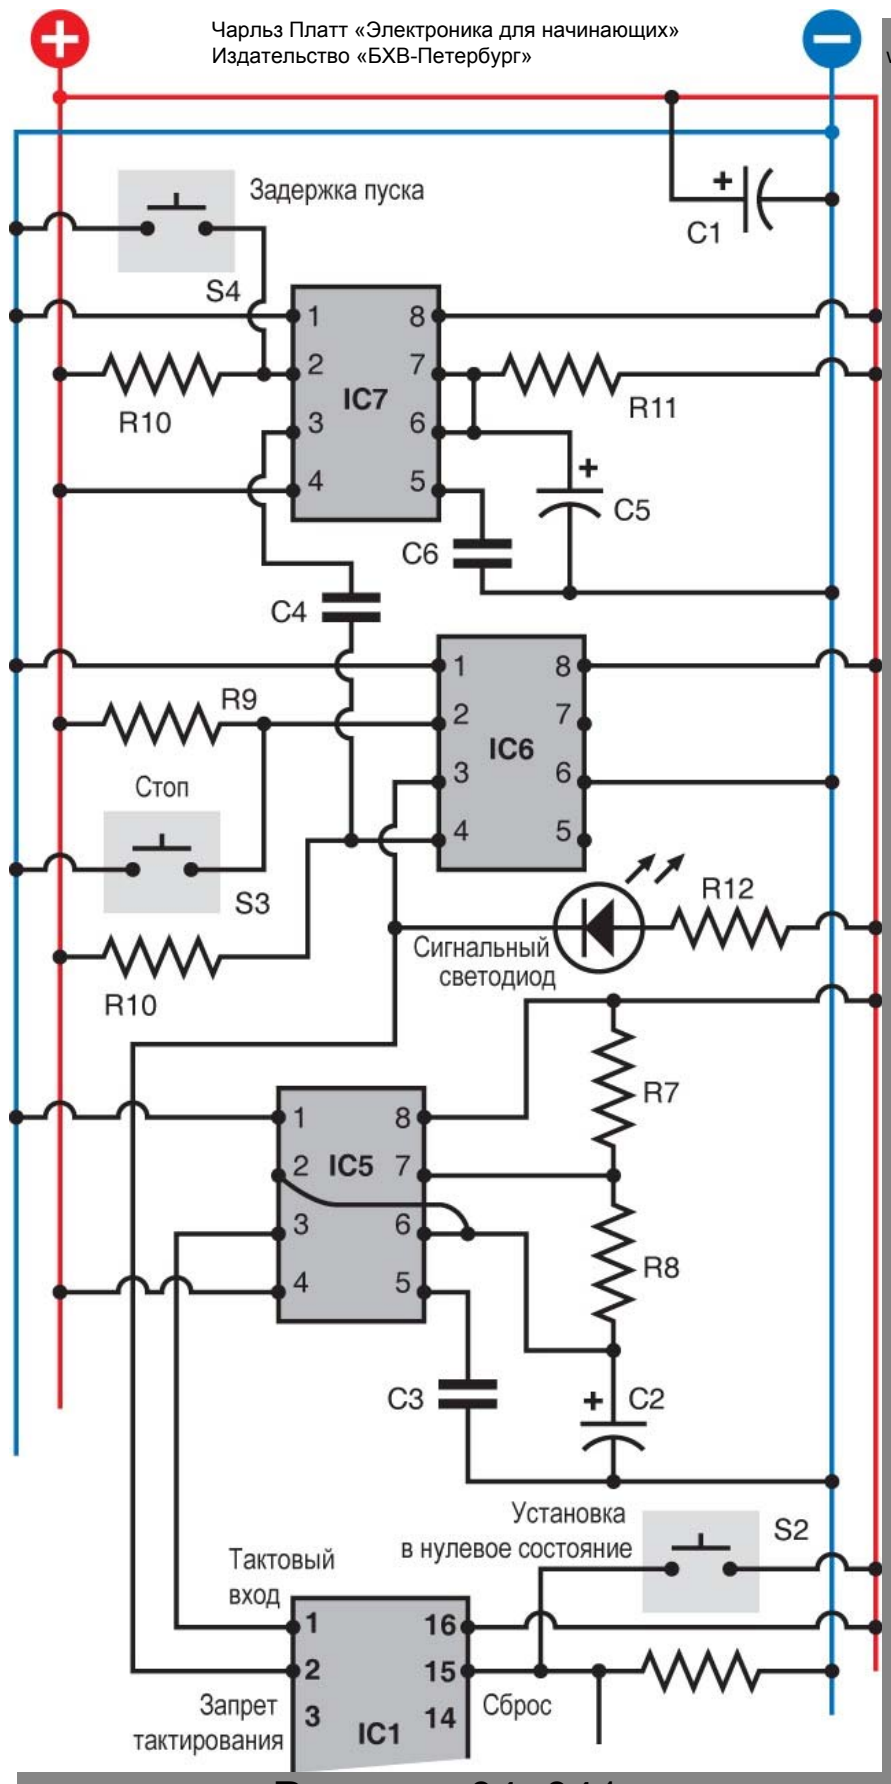 Чарльз Платт «Электроника для начинающих»
Издательство «БХВ-Петербург»
+
C1
Задержка пуска
S4
1
8
2
7
IC7
R10
R11
3
6
4
5
+
C5
C6
C4
1
8
R9
2
7
IC6
3
6
Стоп
4
5
S3
R12
Сигнальный
светодиод
R10
R7
1
8
2
IC5
7
3
6
R8
4
5
C3
+
C2
Установка
в нулевое состояние
S2
Тактовый
вход
1
16
2
15
Запрет
тактирования
3
IC1
14
Сброс